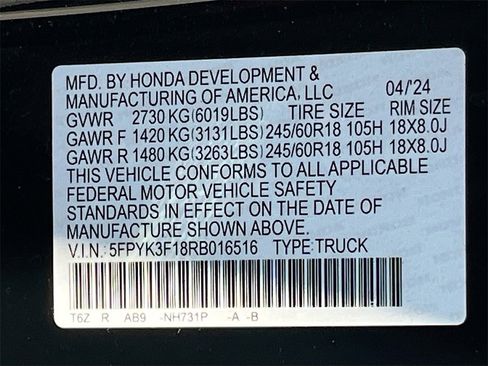 MFD. BY HONDA DEVELOPMENT &
MANUFACTURING OF AMERICA, LLC 04/'24
GVWR 2730 KG(6019LBS) TIRE SIZE RIM SIZE
GAWR F 1420 KG(3131LBS) 245/60R18 105H 18X8.0J
GAWR R 1480 KG(3263LBS) 245/60R18 105H 18X8.0J
THIS VEHICLE CONFORMS TO ALL APPLICABLE
FEDERAL MOTOR VEHICLE SAFETY
STANDARDS IN EFFECT ON THE DATE OF
MANUFACTURE SHOWN ABOVE.
V.I.N.: 5FPYK3F18RB016516 TYPE: TRUCK
T6Z R AB9 -NH731P -A -B